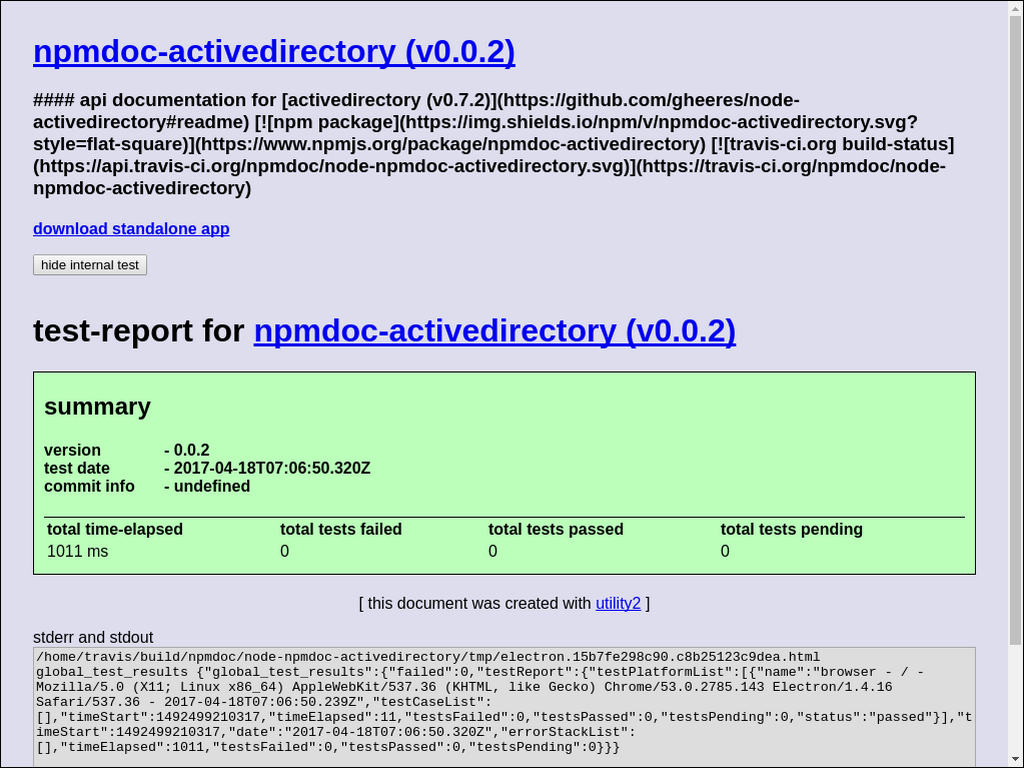 npmdoc-activedirectory (v0.0.2)
#### api documentation for [activedirectory (v0.7.2)](https://github.com/gheeres/node-
activedirectory#readme) [![npm package](https://img.shields.io/npm/v/npmdoc-activedirectory.svg?
style=flat-square)](https://www.npmjs.org/package/npmdoc-activedirectory) [![travis-ci.org build-status]
(https://api.travis-ci.org/npmdoc/node-npmdoc-activedirectory.svg)](https://travis-ci.org/npmdoc/node-
npmdoc-activedirectory)
download standalone app
hide internal test
test-report for npmdoc-activedirectory (v0.0.2)
summary
version - 0.0.2
test date - 2017-04-18T07:06:50.320Z
commit info - undefined
total time-elapsed total tests failed total tests passed total tests pending
1011 ms 0 0 0
[ this document was created with utility2 ]
stderr and stdout
/home/travis/build/npmdoc/node-npmdoc-activedirectory/tmp/electron.15b7fe298c90.c8b25123c9dea.html
global_test_results {"global_test_results":{"failed":0,"testReport":{"testPlatformList":[{"name":"browser - / -
Mozilla/5.0 (X11; Linux x86_64) AppleWebKit/537.36 (KHTML, like Gecko) Chrome/53.0.2785.143 Electron/1.4.16
Safari/537.36 - 2017-04-18T07:06:50.239Z","testCaseList":
[],"timeStart":1492499210317,"timeElapsed":11,"testsFailed":0,"testsPassed":0,"testsPending":0,"status":"passed"}],"t
imeStart":1492499210317,"date":"2017-04-18T07:06:50.320Z","errorStackList":
[],"timeElapsed":1011,"testsFailed":0,"testsPassed":0,"testsPending":0}}}